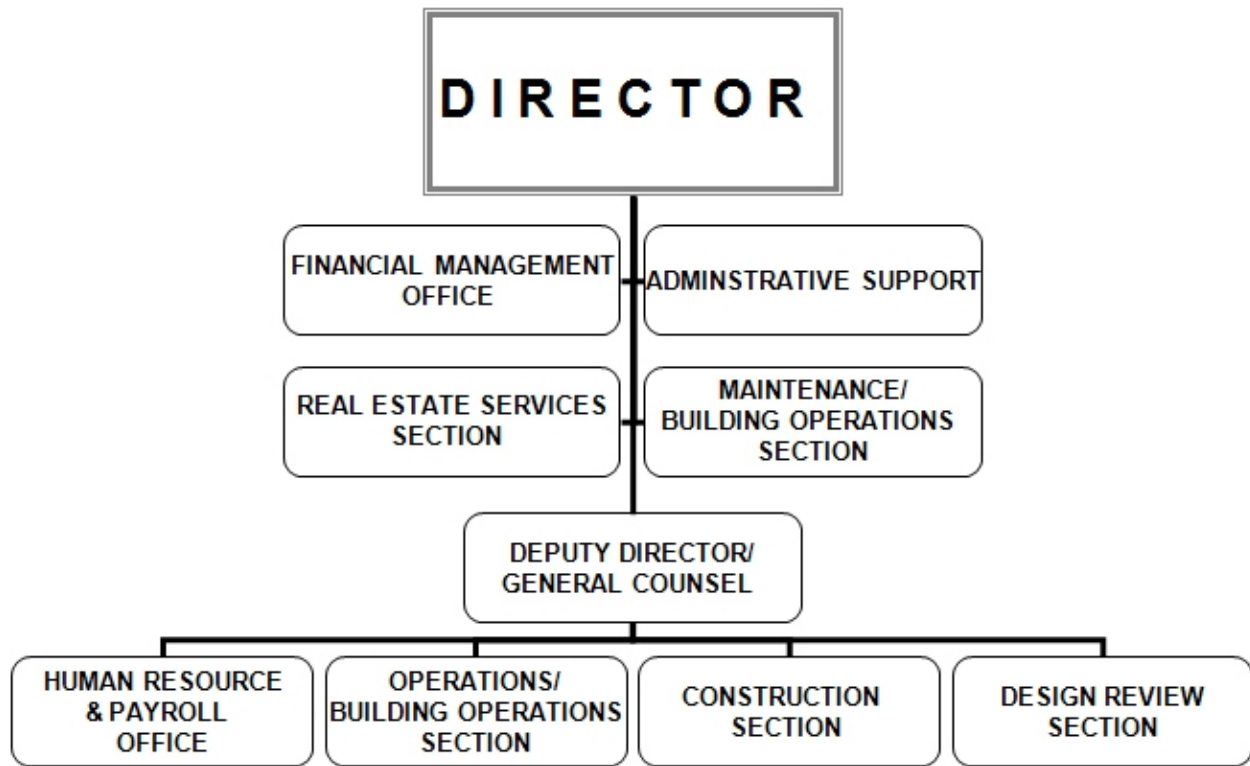 DIRECTOR
FINANCIAL MANAGEMENT
OFFICE
ADMINSTRATIVE SUPPORT
REAL ESTATE SERVICES
SECTION
MAINTENANCE/
BUILDING OPERATIONS
SECTION
DEPUTY DIRECTOR/
GENERAL COUNSEL
HUMAN RESOURCE
& PAYROLL
OFFICE
OPERATIONS/
BUILDING OPERATIONS
SECTION
CONSTRUCTION
SECTION
DESIGN REVIEW
SECTION